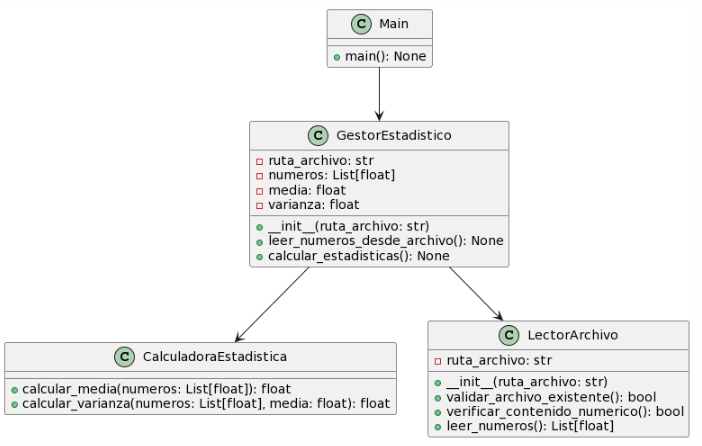 C Main
main(): None
C GestorEstadistico
ruta_archivo: str
numeros: List[float]
media: float
varianza: float
__init__(ruta_archivo: str)
leer_numeros_desde_archivo(): None
calcular_estadisticas(): None
C CalculadoraEstadistica
calcular_media(numeros: List[float]): float
calcular_varianza(numeros: List[float], media: float): float
C LectorArchivo
ruta_archivo: str
__init__(ruta_archivo: str)
validar_archivo_existente(): bool
verificar_contenido_numerico(): bool
leer_numeros(): List[float]